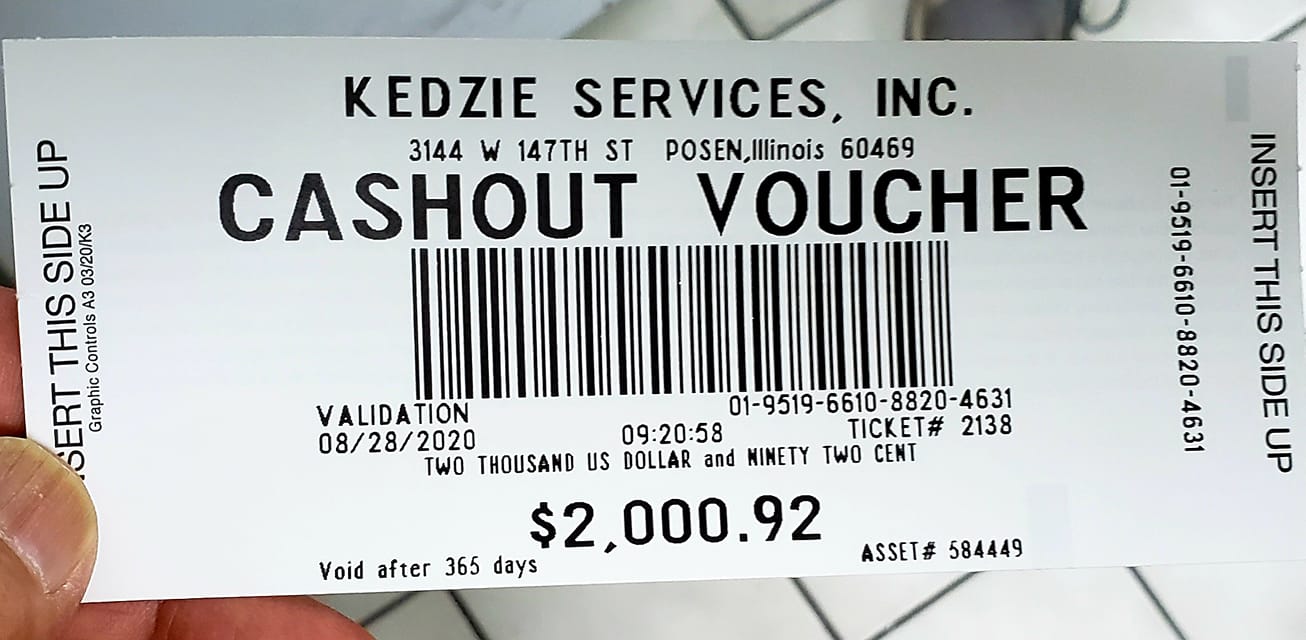 KEDZIE SERVICES, INC.
3144 W 147TH ST POSEN,Illinois 60469
CASHOUT VOUCHER
VALIDATION 01-9519-6610-8820-4631
08/28/2020 09:20:58 TICKET# 2138
TWO THOUSAND US DOLLAR and NINETY TWO CENT
$2,000.92
Void after 365 days ASSET# 584449
SERT THIS SIDE UP
Graphic Controls A3 03/20/K3
01-9519-6610-8820-4631
INSERT THIS SIDE UP